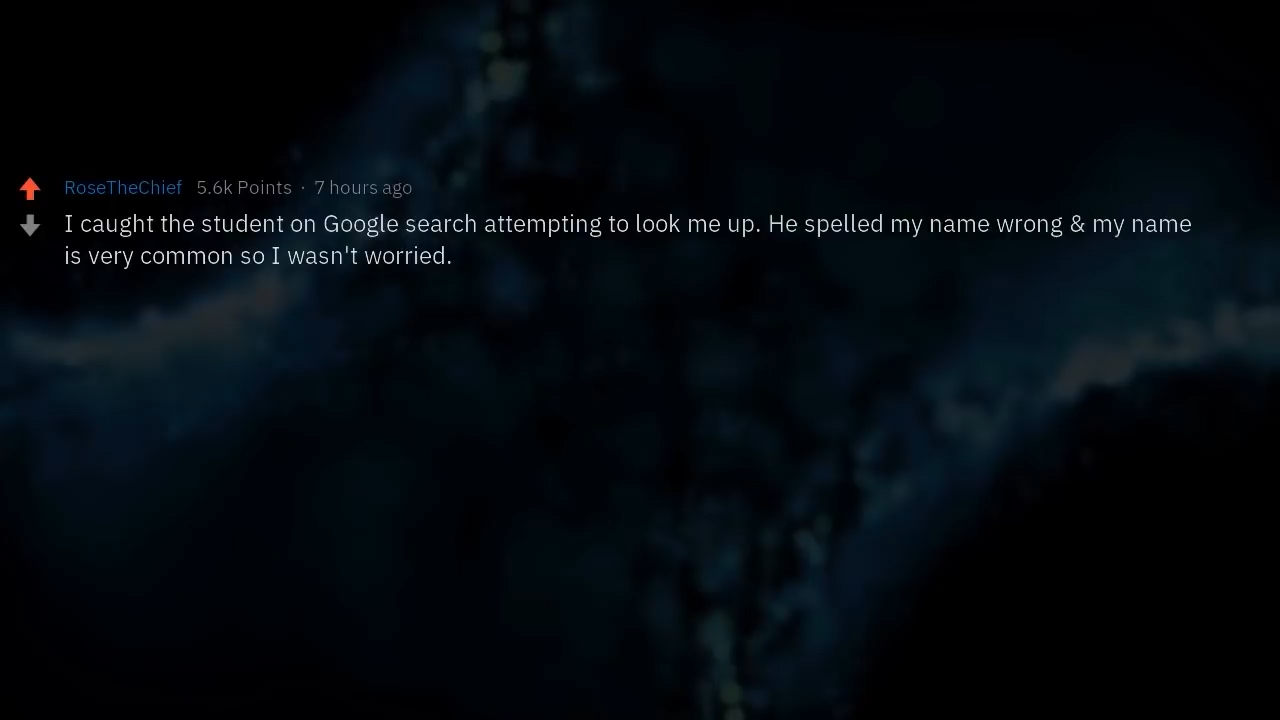 RoseTheChief 5.6k Points · 7 hours ago
I caught the student on Google search attempting to look me up. He spelled my name wrong & my name
is very common so I wasn't worried.